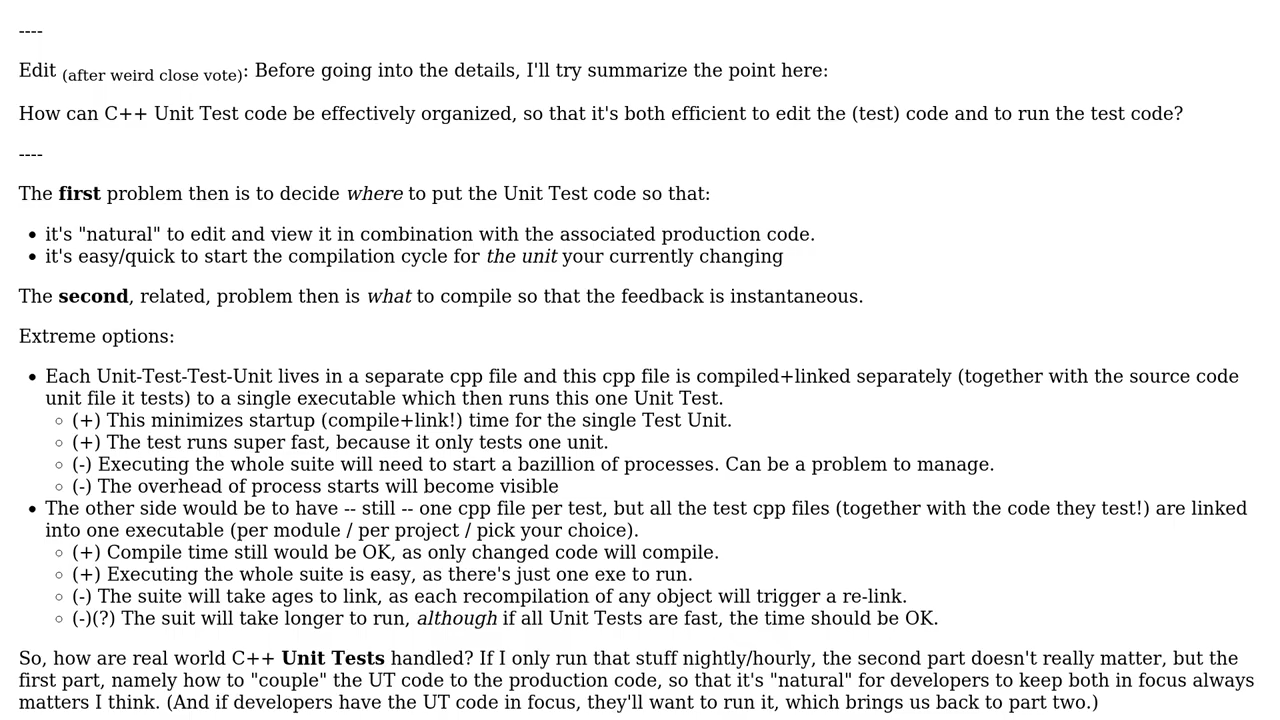 ----
Edit (after weird close vote): Before going into the details, I'll try summarize the point here:
How can C++ Unit Test code be effectively organized, so that it's both efficient to edit the (test) code and to run the test code?
----
The first problem then is to decide where to put the Unit Test code so that:
• it's "natural" to edit and view it in combination with the associated production code.
• it's easy/quick to start the compilation cycle for the unit your currently changing
The second, related, problem then is what to compile so that the feedback is instantaneous.
Extreme options:
• Each Unit-Test-Test-Unit lives in a separate cpp file and this cpp file is compiled+linked separately (together with the source code
unit file it tests) to a single executable which then runs this one Unit Test.
◦ (+) This minimizes startup (compile+link!) time for the single Test Unit.
◦ (+) The test runs super fast, because it only tests one unit.
◦ (-) Executing the whole suite will need to start a bazillion of processes. Can be a problem to manage.
◦ (-) The overhead of process starts will become visible
• The other side would be to have -- still -- one cpp file per test, but all the test cpp files (together with the code they test!) are linked
into one executable (per module / per project / pick your choice).
◦ (+) Compile time still would be OK, as only changed code will compile.
◦ (+) Executing the whole suite is easy, as there's just one exe to run.
◦ (-) The suite will take ages to link, as each recompilation of any object will trigger a re-link.
◦ (-)(?) The suit will take longer to run, although if all Unit Tests are fast, the time should be OK.
So, how are real world C++ Unit Tests handled? If I only run that stuff nightly/hourly, the second part doesn't really matter, but the
first part, namely how to "couple" the UT code to the production code, so that it's "natural" for developers to keep both in focus always
matters I think. (And if developers have the UT code in focus, they'll want to run it, which brings us back to part two.)